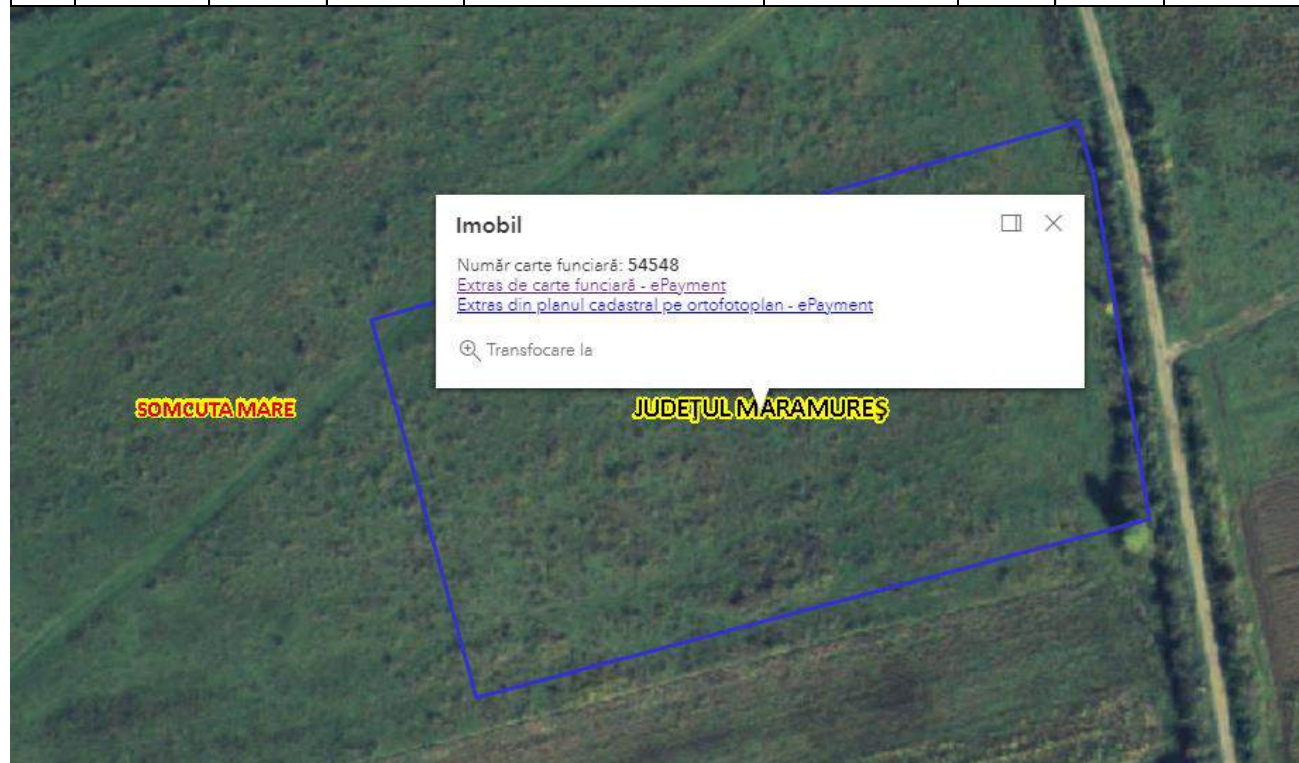 Imobil
Număr carte funciară: 54548
Extras de carte funciară - ePayment
Extras din planul cadastral pe ortofotoplan - ePayment
Transfocare la
SOMCUTA MARE
JUDEȚUL MARAMUREȘ